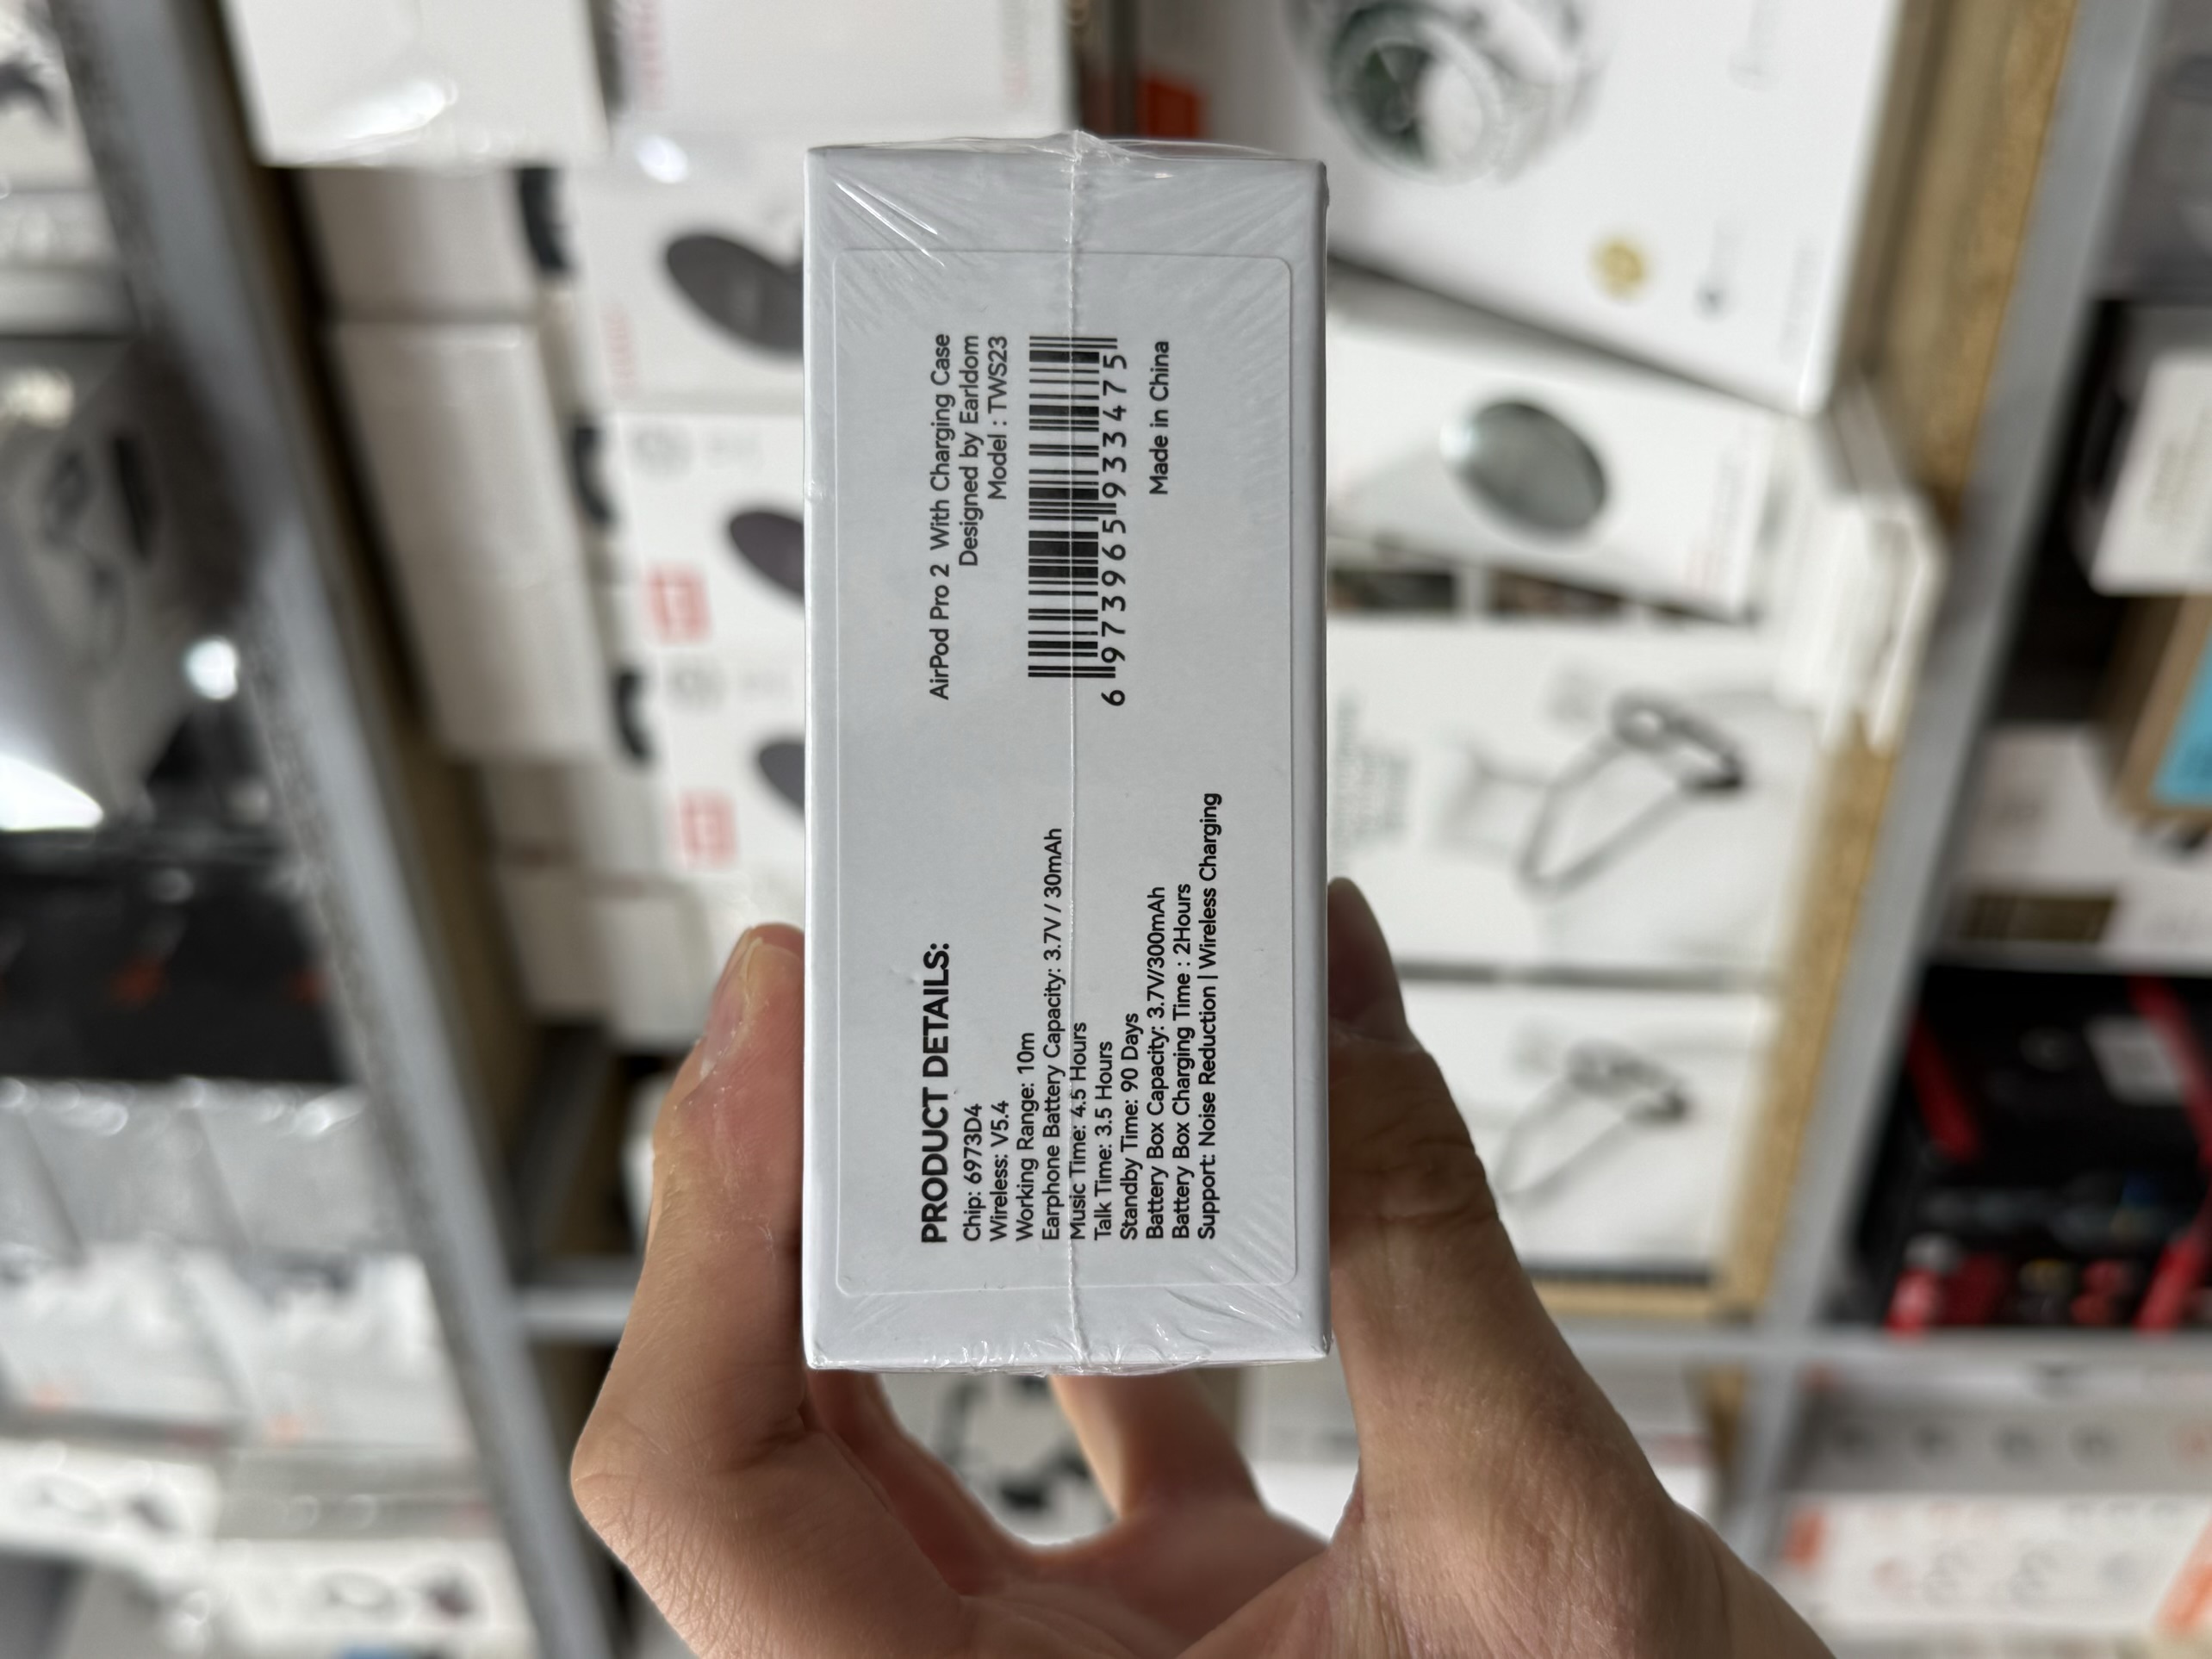 PRODUCT DETAILS:
Chip: 6973D4
Wireless: V5.4
Working Range: 10m
Earphone Battery Capacity: 3.7V / 30mAh
Music Time: 4.5 Hours
Talk Time: 3.5 Hours
Standby Time: 90 Days
Battery Box Capacity: 3.7V/300mAh
Battery Box Charging Time : 2Hours
Support: Noise Reduction | Wireless Charging
AirPod Pro 2 With Charging Case
Designed by Earldom
Model : TWS23
6 973965 933475
Made in China